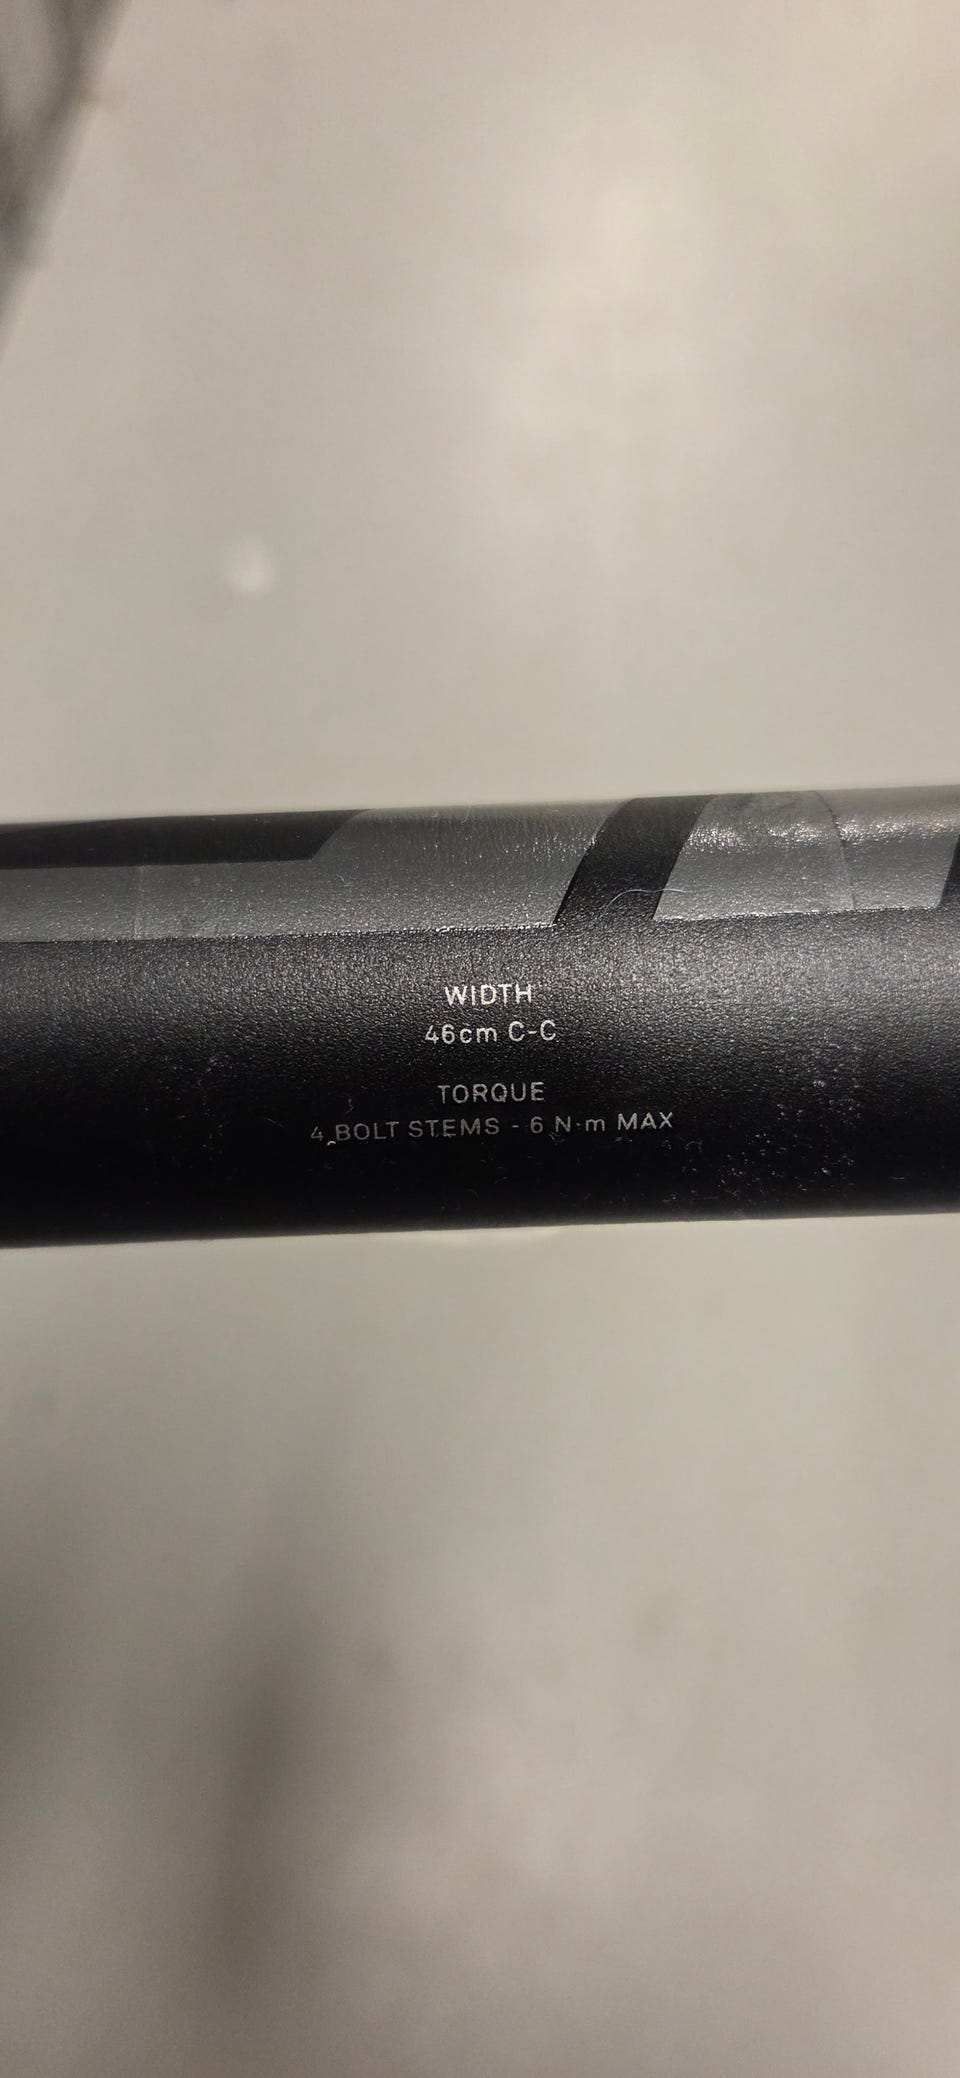 WIDTH
46cm C-C
TORQUE
4 BOLT STEMS - 6 N·m MAX